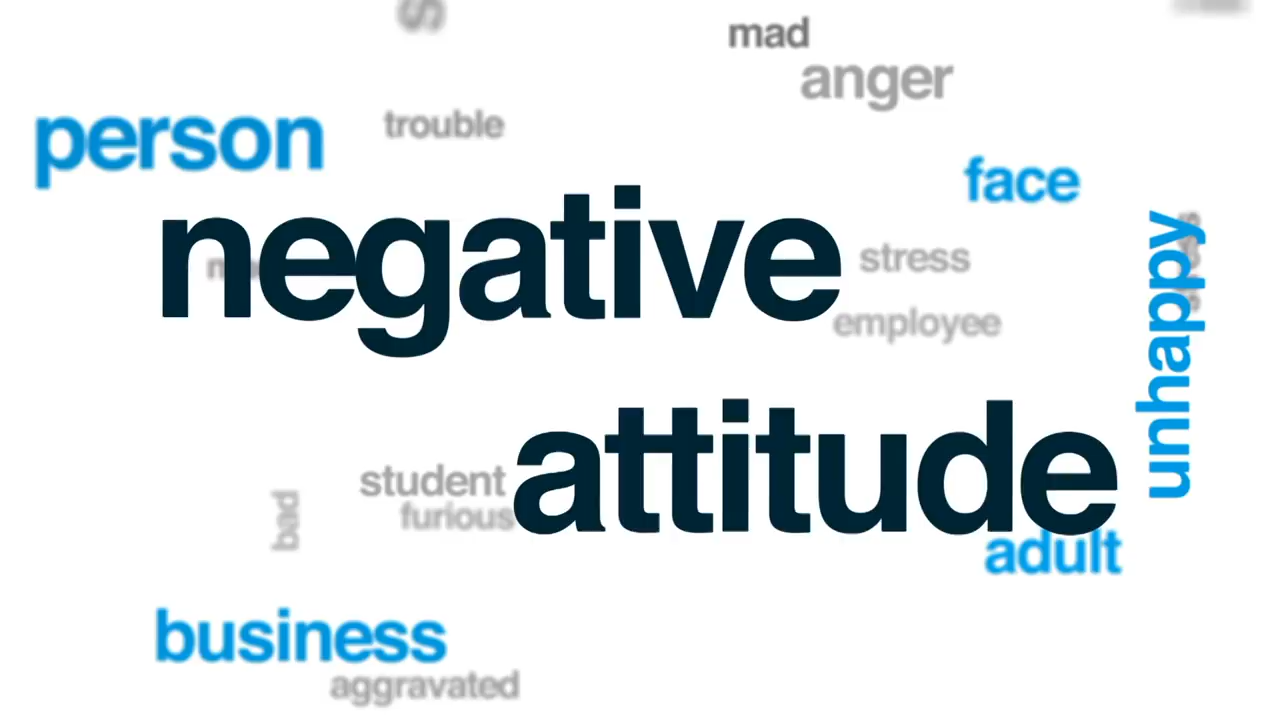 mad
anger
person
trouble
face
negative
stress
unhappy
employee
attitude
student
furious
bad
adult
business
aggravated